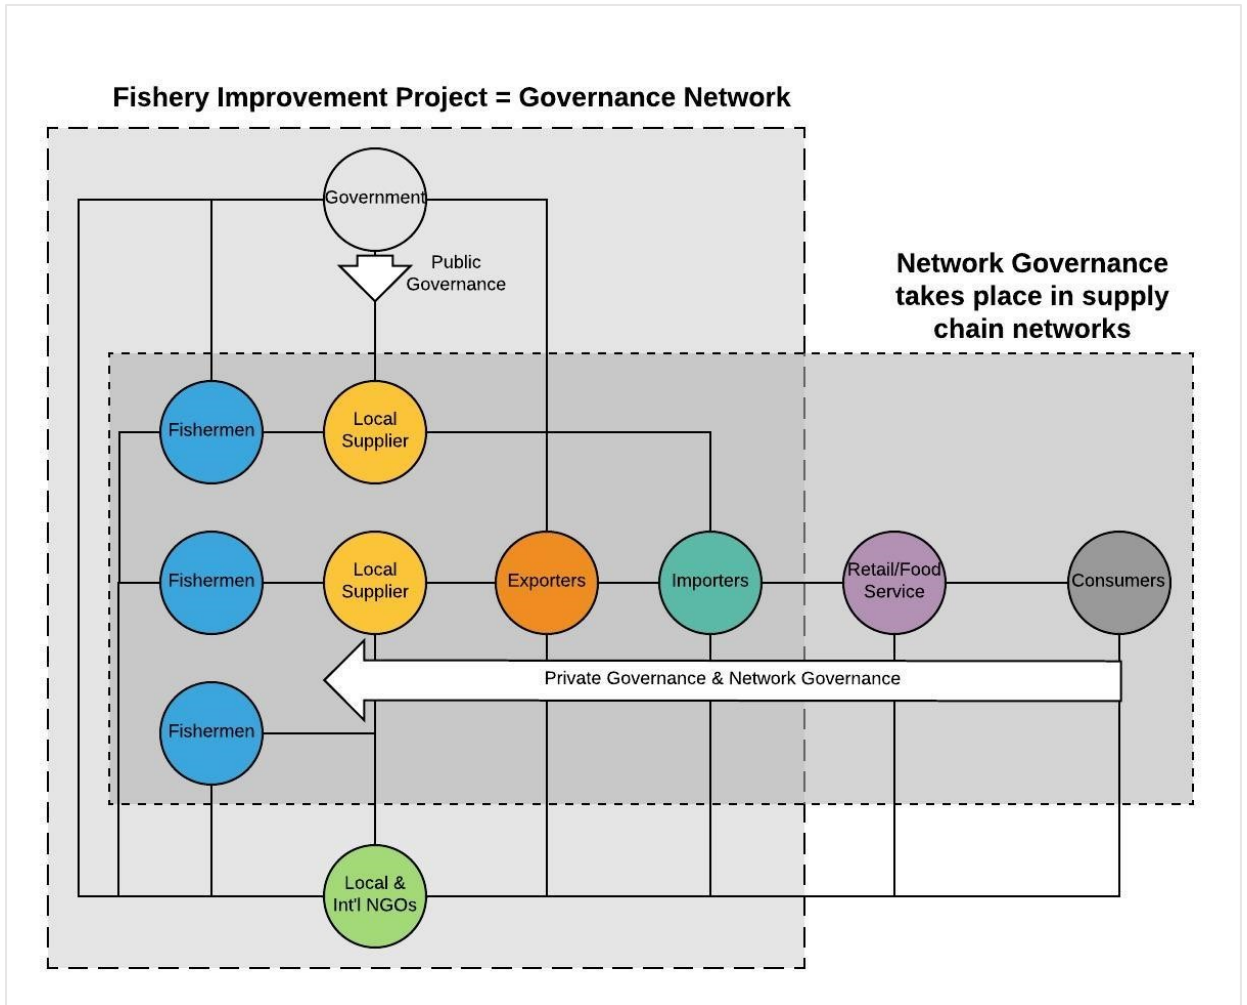 Fishery Improvement Project = Governance Network
Government
Public
Governance
Network Governance
takes place in supply
chain networks
Fishermen
Local
Supplier
Fishermen
Local
Supplier
Exporters
Importers
Retail/Food
Service
Consumers
Private Governance & Network Governance
Fishermen
Local &
Int'l NGOs